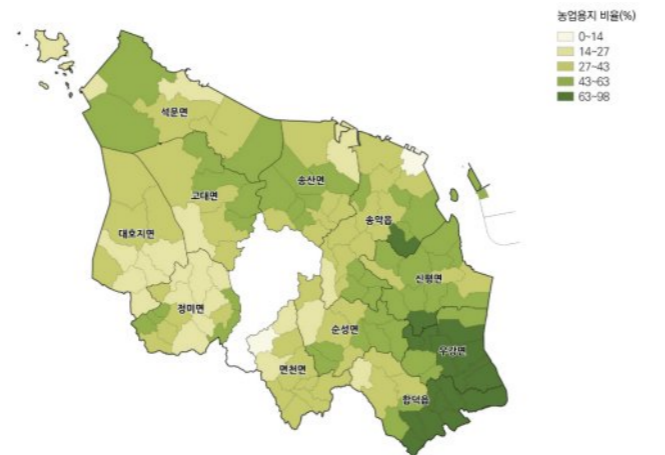 농업용지 비율(%)
0~14
14~27
27~43
43~63
63~98
석문면
고대면
송산면
대호지면
송악읍
정미면
신평면
순성면
우강면
면천면
합덕읍